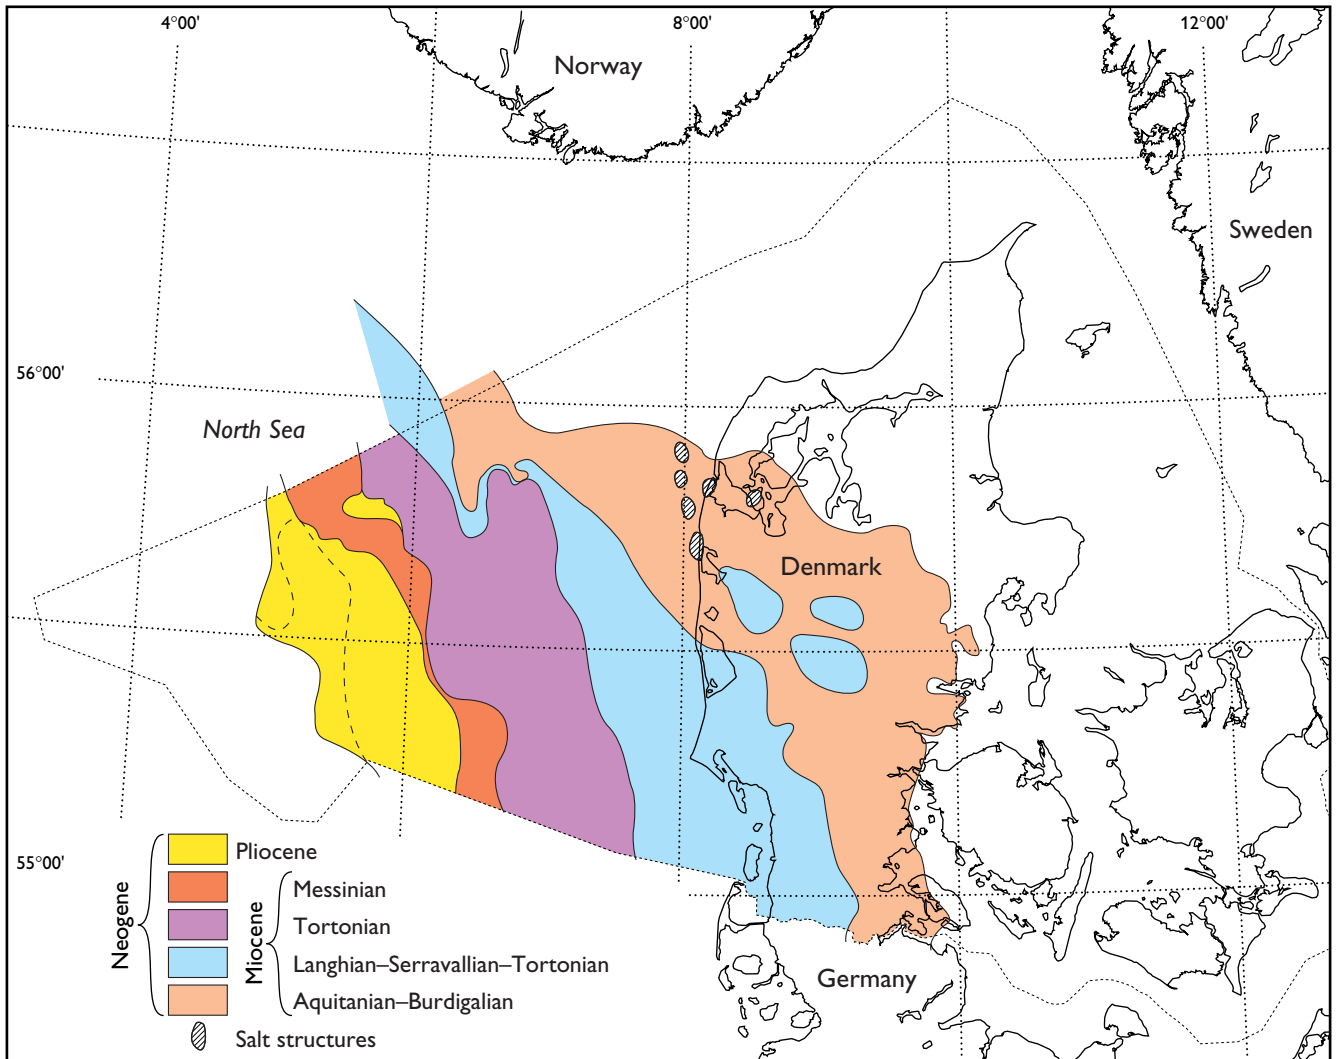 4°00'
8°00'
12°00'
Norway
Sweden
56°00'
North Sea
Denmark
55°00'
Neogene
Miocene
Pliocene
Messinian
Tortonian
Langhian–Serravallian–Tortonian
Aquitanian–Burdigalian
Salt structures
Germany